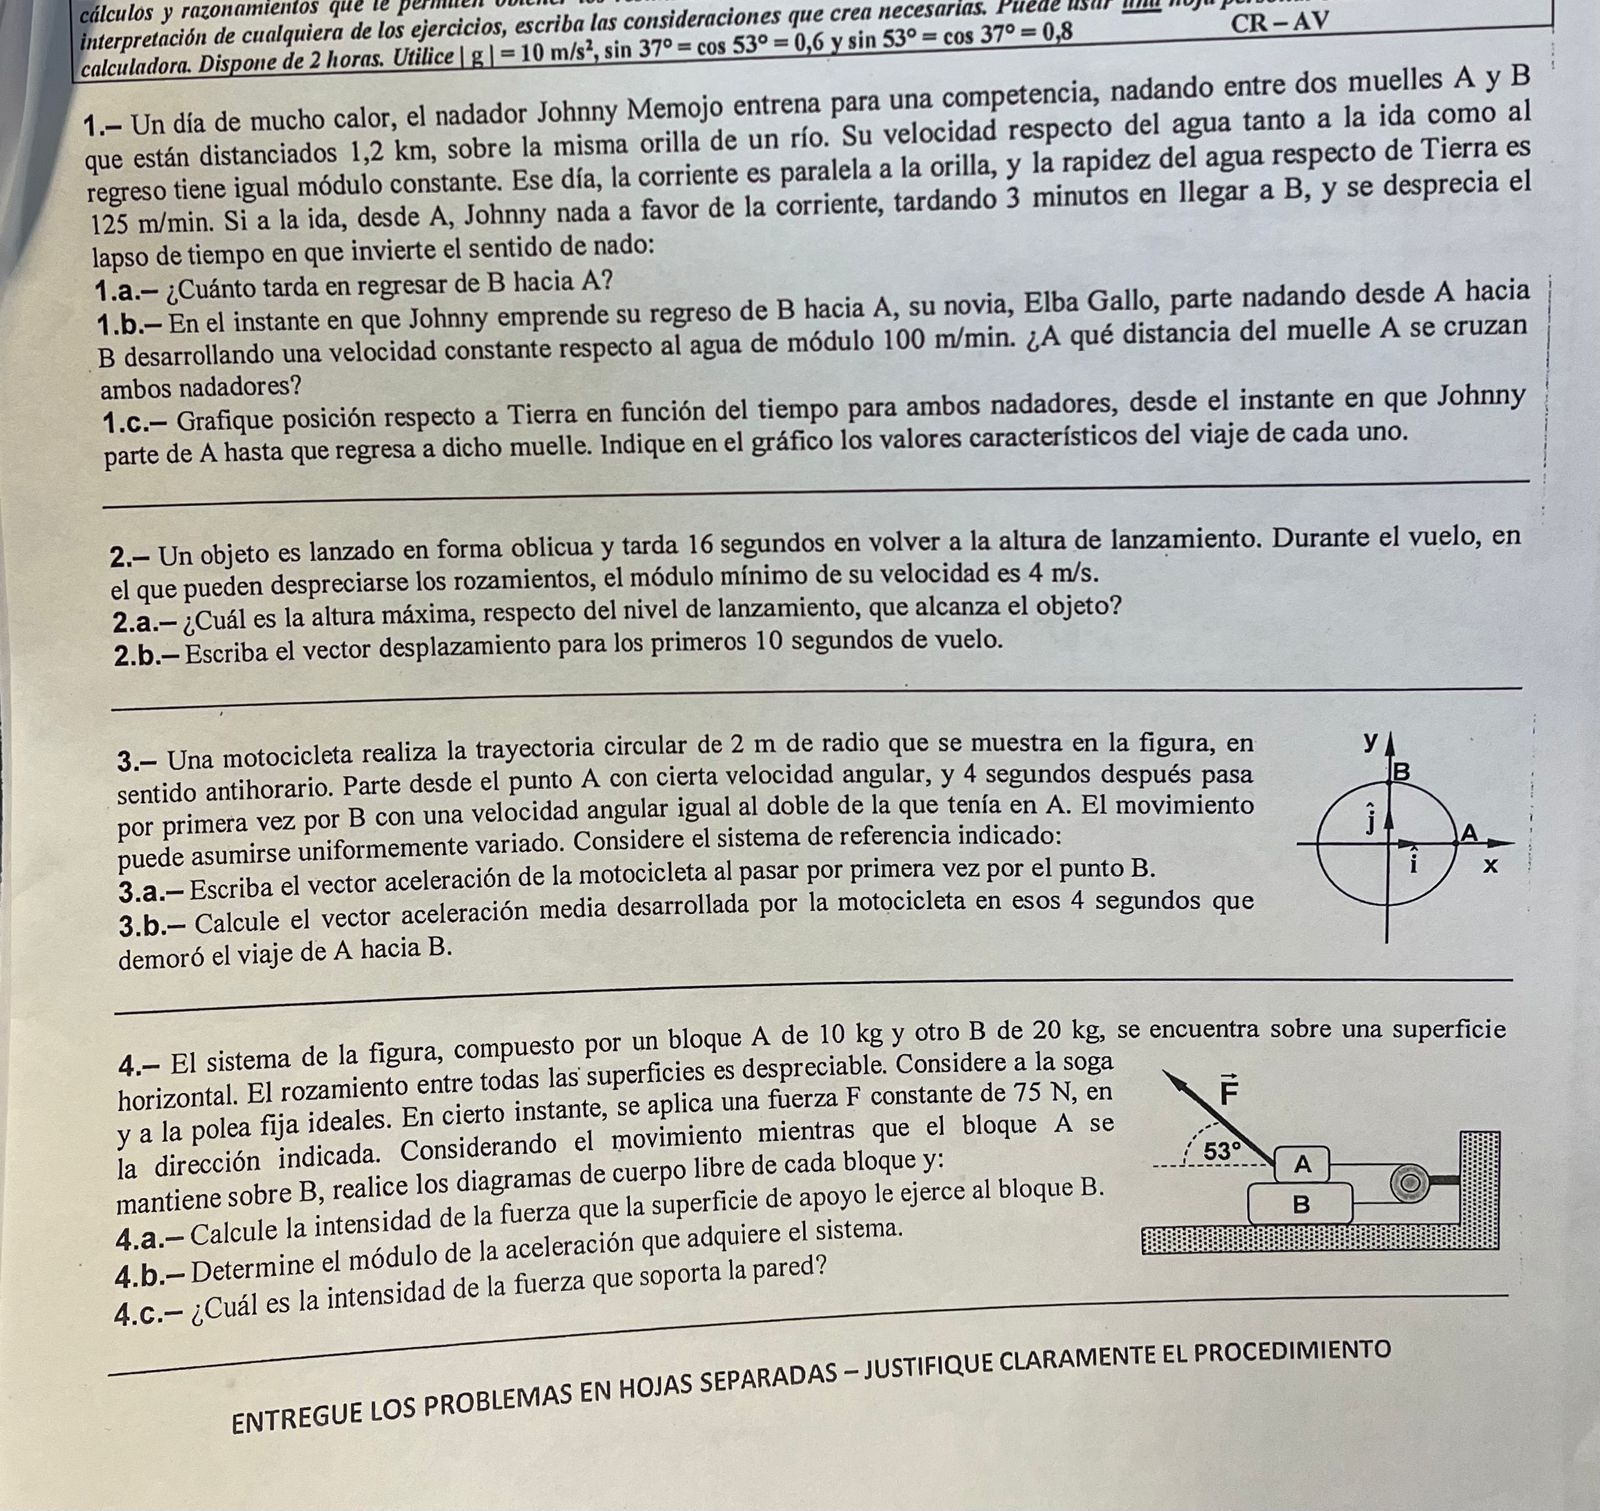 cálculos y razonamientos que le permiten
interpretación de cualquiera de los ejercicios, escriba las consideraciones que crea necesarias. Puede usar una
calculadora. Dispone de 2 horas. Utilice | g | = 10 m/s², sin 37º = cos 53º = 0,6 y sin 53º = cos 37º = 0,8
CR – AV
1.– Un día de mucho calor, el nadador Johnny Memojo entrena para una competencia, nadando entre dos muelles A y B
que están distanciados 1,2 km, sobre la misma orilla de un río. Su velocidad respecto del agua tanto a la ida como al
regreso tiene igual módulo constante. Ese día, la corriente es paralela a la orilla, y la rapidez del agua respecto de Tierra es
125 m/min. Si a la ida, desde A, Johnny nada a favor de la corriente, tardando 3 minutos en llegar a B, y se desprecia el
lapso de tiempo en que invierte el sentido de nado:
1.a.– ¿Cuánto tarda en regresar de B hacia A?
1.b.– En el instante en que Johnny emprende su regreso de B hacia A, su novia, Elba Gallo, parte nadando desde A hacia
B desarrollando una velocidad constante respecto al agua de módulo 100 m/min. ¿A qué distancia del muelle A se cruzan
ambos nadadores?
1.c.– Grafique posición respecto a Tierra en función del tiempo para ambos nadadores, desde el instante en que Johnny
parte de A hasta que regresa a dicho muelle. Indique en el gráfico los valores característicos del viaje de cada uno.
2.– Un objeto es lanzado en forma oblicua y tarda 16 segundos en volver a la altura de lanzamiento. Durante el vuelo, en
el que pueden despreciarse los rozamientos, el módulo mínimo de su velocidad es 4 m/s.
2.a.– ¿Cuál es la altura máxima, respecto del nivel de lanzamiento, que alcanza el objeto?
2.b.– Escriba el vector desplazamiento para los primeros 10 segundos de vuelo.
3.– Una motocicleta realiza la trayectoria circular de 2 m de radio que se muestra en la figura, en
sentido antihorario. Parte desde el punto A con cierta velocidad angular, y 4 segundos después pasa
por primera vez por B con una velocidad angular igual al doble de la que tenía en A. El movimiento
puede asumirse uniformemente variado. Considere el sistema de referencia indicado:
3.a.– Escriba el vector aceleración de la motocicleta al pasar por primera vez por el punto B.
3.b.– Calcule el vector aceleración media desarrollada por la motocicleta en esos 4 segundos que
demoró el viaje de A hacia B.
y
B
ĵ
A
î
x
4.– El sistema de la figura, compuesto por un bloque A de 10 kg y otro B de 20 kg, se encuentra sobre una superficie
horizontal. El rozamiento entre todas las superficies es despreciable. Considere a la soga
y a la polea fija ideales. En cierto instante, se aplica una fuerza F constante de 75 N, en
la dirección indicada. Considerando el movimiento mientras que el bloque A se
mantiene sobre B, realice los diagramas de cuerpo libre de cada bloque y:
4.a.– Calcule la intensidad de la fuerza que la superficie de apoyo le ejerce al bloque B.
4.b.– Determine el módulo de la aceleración que adquiere el sistema.
4.c.– ¿Cuál es la intensidad de la fuerza que soporta la pared?
F⃗
53º
A
B
ENTREGUE LOS PROBLEMAS EN HOJAS SEPARADAS – JUSTIFIQUE CLARAMENTE EL PROCEDIMIENTO